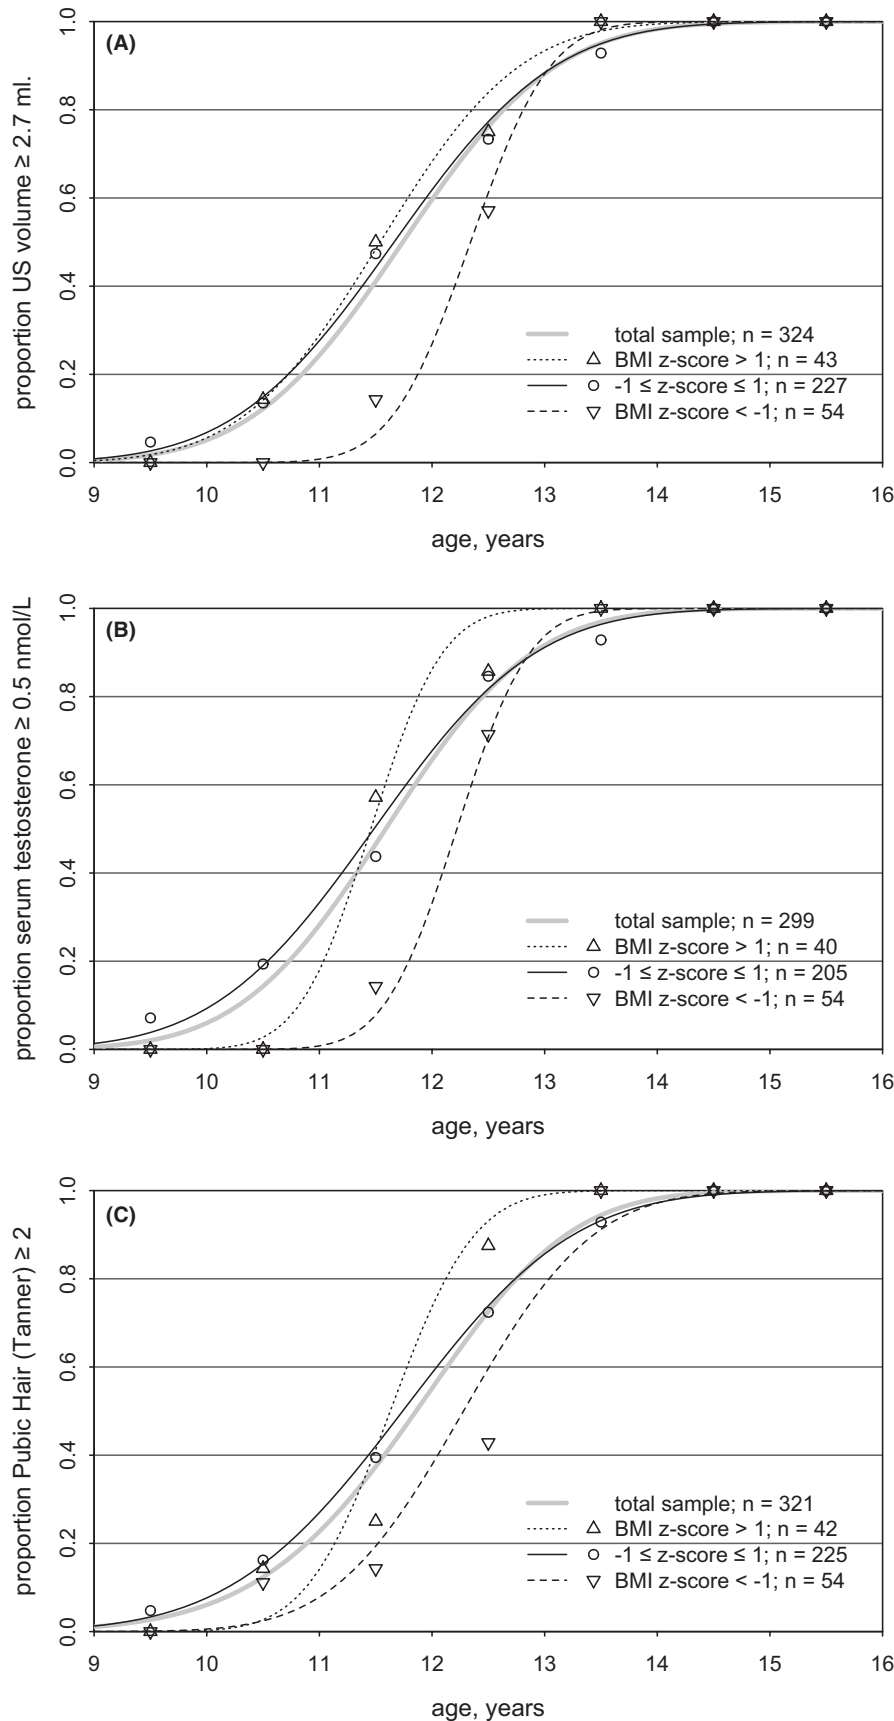 (A)
proportion US volume ≥ 2.7 ml.
1.0
0.8
0.6
0.4
0.2
0.0
total sample; n = 324
BMI z-score > 1; n = 43
-1 ≤ z-score ≤ 1; n = 227
BMI z-score < -1; n = 54
9 10 11 12 13 14 15 16
age, years
(B)
proportion serum testosterone ≥ 0.5 nmol/L
1.0
0.8
0.6
0.4
0.2
0.0
total sample; n = 299
BMI z-score > 1; n = 40
-1 ≤ z-score ≤ 1; n = 205
BMI z-score < -1; n = 54
9 10 11 12 13 14 15 16
age, years
(C)
proportion Pubic Hair (Tanner) ≥ 2
1.0
0.8
0.6
0.4
0.2
0.0
total sample; n = 321
BMI z-score > 1; n = 42
-1 ≤ z-score ≤ 1; n = 225
BMI z-score < -1; n = 54
9 10 11 12 13 14 15 16
age, years